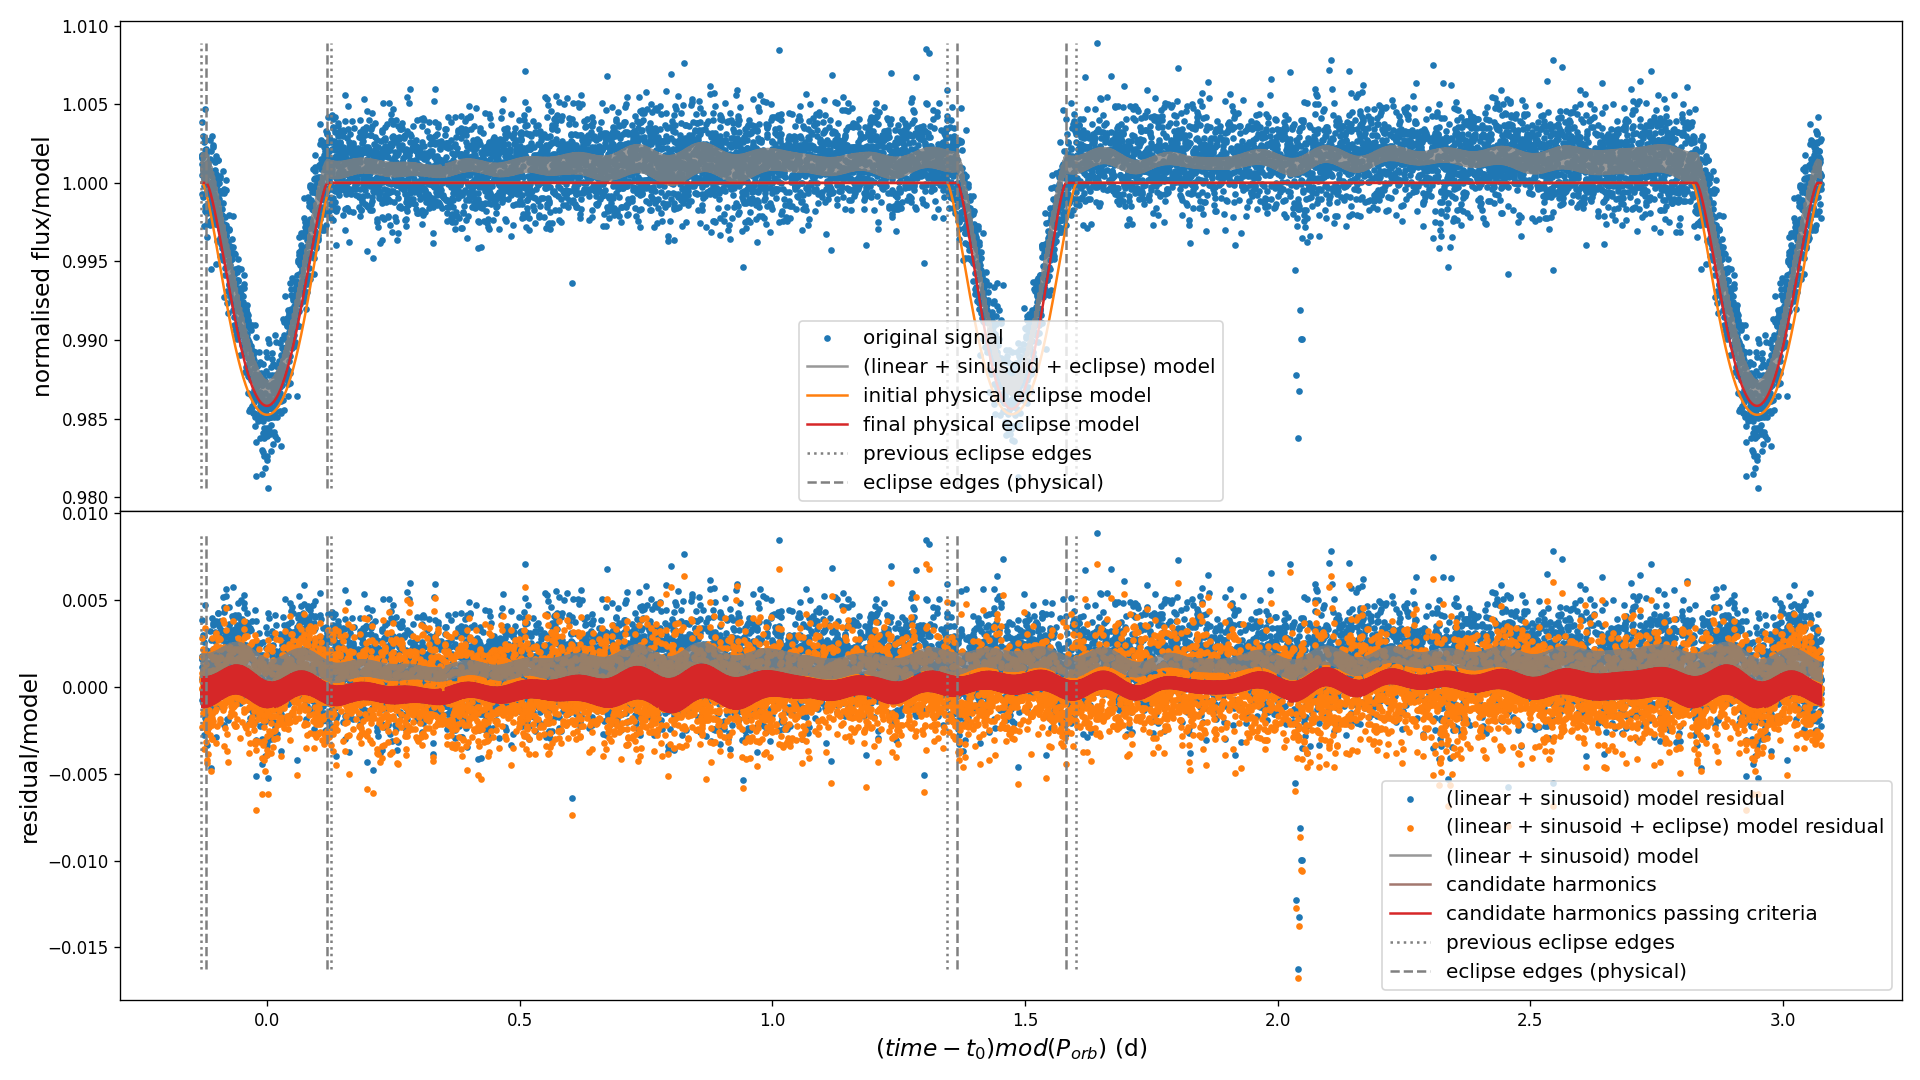 1.010
1.005
1.000
0.995
0.990
0.985
0.980
normalised flux/model
original signal
(linear + sinusoid + eclipse) model
initial physical eclipse model
final physical eclipse model
previous eclipse edges
eclipse edges (physical)
0.010
0.005
0.000
−0.005
−0.010
−0.015
residual/model
(linear + sinusoid) model residual
(linear + sinusoid + eclipse) model residual
(linear + sinusoid) model
candidate harmonics
candidate harmonics passing criteria
previous eclipse edges
eclipse edges (physical)
0.0 0.5 1.0 1.5 2.0 2.5 3.0
(time − t₀)mod(P_orb) (d)